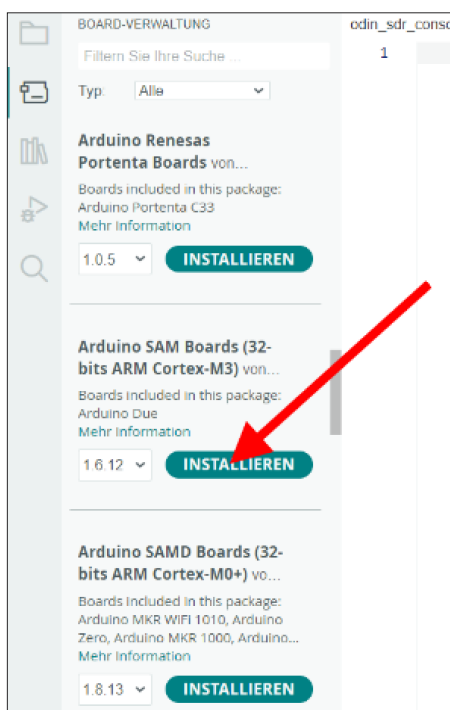 BOARD-VERWALTUNG
odin_sdr_conso
Filtern Sie Ihre Suche ...
1
Typ: Alle
Arduino Renesas
Portenta Boards von...
Boards included in this package:
Arduino Portenta C33
Mehr Information
1.0.5 INSTALLIEREN
Arduino SAM Boards (32-
bits ARM Cortex-M3) von...
Boards included in this package:
Arduino Due
Mehr Information
1.6.12 INSTALLIEREN
Arduino SAMD Boards (32-
bits ARM Cortex-M0+) vo...
Boards included in this package:
Arduino MKR WiFi 1010, Arduino
Zero, Arduino MKR 1000, Arduino...
Mehr Information
1.8.13 INSTALLIEREN